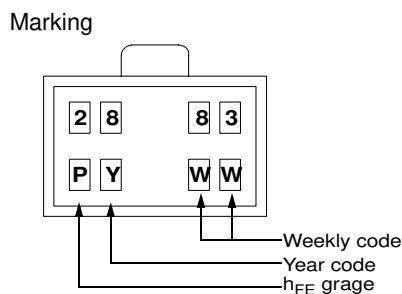 Marking
2 8 8 3
P Y W W
Weekly code
Year code
hFE grage